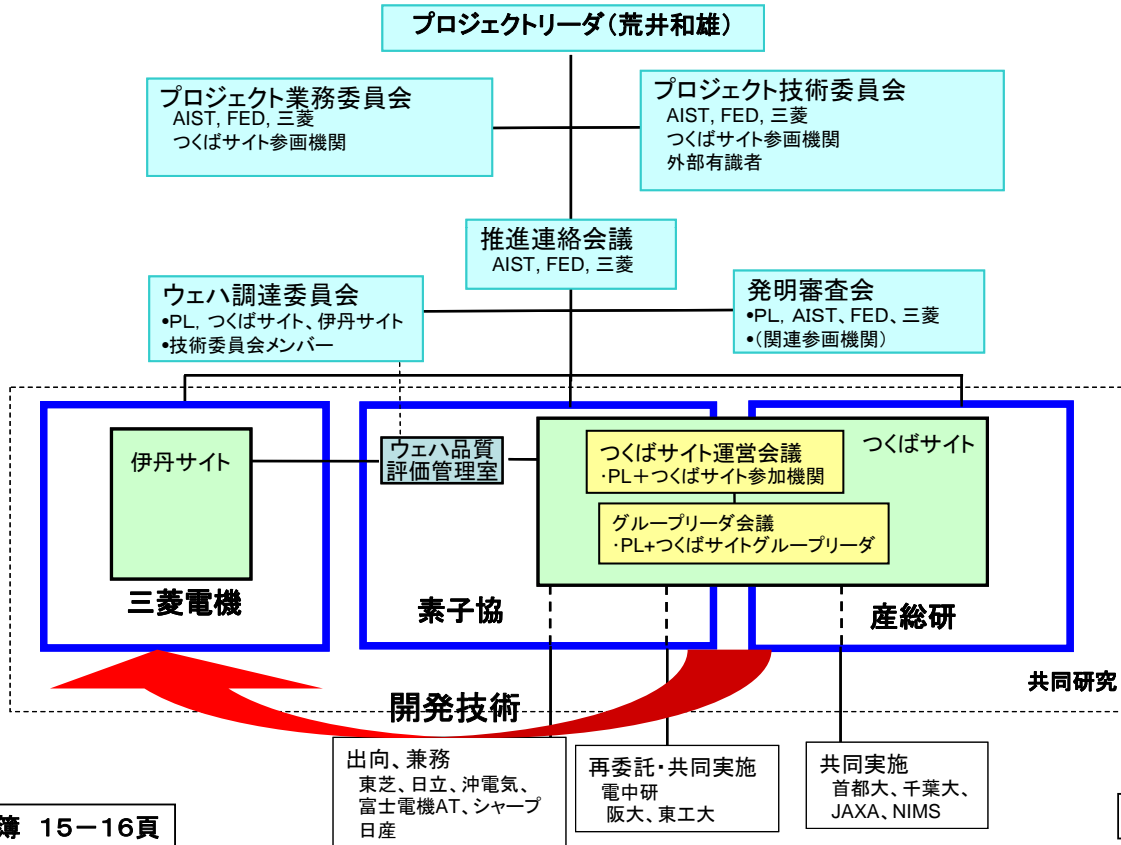 プロジェクトリーダ(荒井和雄)
プロジェクト業務委員会
AIST, FED, 三菱
つくばサイト参画機関
プロジェクト技術委員会
AIST, FED, 三菱
つくばサイト参画機関
外部有識者
推進連絡会議
AIST, FED, 三菱
ウェハ調達委員会
•PL, つくばサイト、伊丹サイト
•技術委員会メンバー
発明審査会
•PL, AIST、FED、三菱
•(関連参画機関)
伊丹サイト
三菱電機
ウェハ品質
評価管理室
素子協
つくばサイト
つくばサイト運営会議
・PL+つくばサイト参加機関
グループリーダ会議
・PL+つくばサイトグループリーダ
産総研
共同研究
開発技術
出向、兼務
東芝、日立、沖電気、
富士電機AT、シャープ
日産
再委託・共同実施
電中研
阪大、東工大
共同実施
首都大、千葉大、
JAXA, NIMS
簿 15-16頁